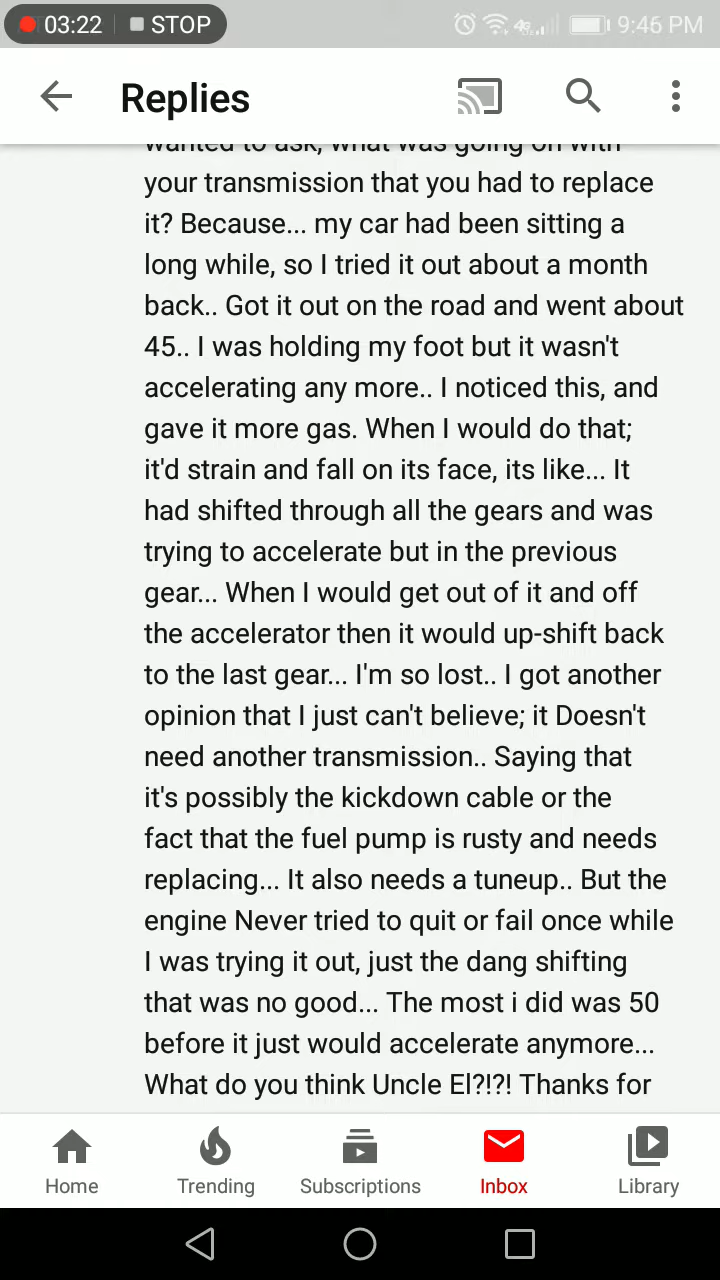 03:22 STOP 4G 9:46 PM
Replies
wanted to ask, what was going on with
your transmission that you had to replace
it? Because... my car had been sitting a
long while, so I tried it out about a month
back.. Got it out on the road and went about
45.. I was holding my foot but it wasn't
accelerating any more.. I noticed this, and
gave it more gas. When I would do that;
it'd strain and fall on its face, its like... It
had shifted through all the gears and was
trying to accelerate but in the previous
gear... When I would get out of it and off
the accelerator then it would up-shift back
to the last gear... I'm so lost.. I got another
opinion that I just can't believe; it Doesn't
need another transmission.. Saying that
it's possibly the kickdown cable or the
fact that the fuel pump is rusty and needs
replacing... It also needs a tuneup.. But the
engine Never tried to quit or fail once while
I was trying it out, just the dang shifting
that was no good... The most i did was 50
before it just would accelerate anymore...
What do you think Uncle El?!?! Thanks for
Home Trending Subscriptions Inbox Library